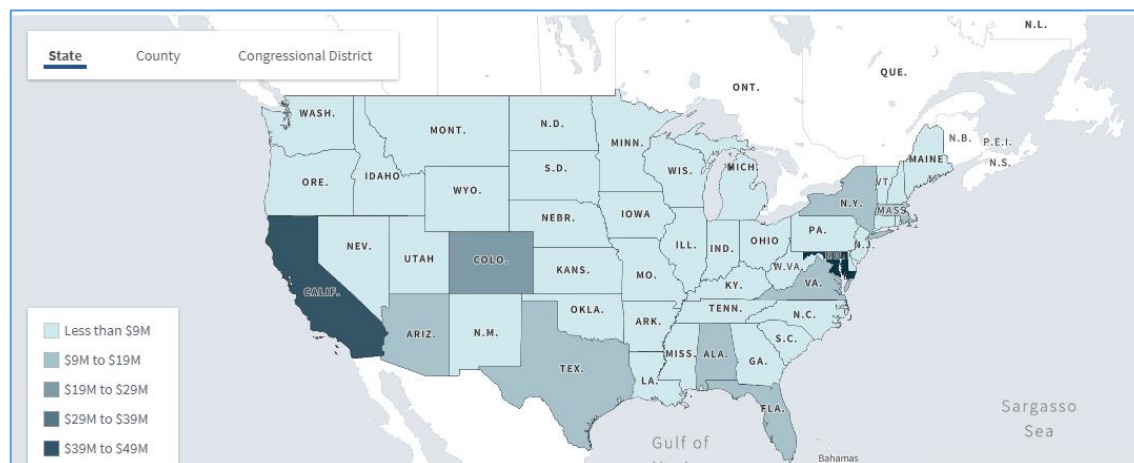 State County Congressional District
N.L.
QUE.
ONT.
WASH.
MONT.
N.D.
MINN.
N.B.
P.E.I.
N.S.
MAINE
ORE.
IDAHO
S.D.
WIS.
MICH.
VT.
WYO.
N.Y.
MASS
NEBR.
IOWA
PA.
NEV.
UTAH
COLO.
ILL.
IND.
OHIO
N.J.
CALIF.
KANS.
MO.
W.VA.
VA.
KY.
ARIZ.
N.M.
OKLA.
ARK.
TENN.
N.C.
S.C.
TEX.
MISS.
ALA.
GA.
LA.
FLA.
Less than $9M
$9M to $19M
$19M to $29M
$29M to $39M
$39M to $49M
Gulf of
Sargasso
Sea
Bahamas